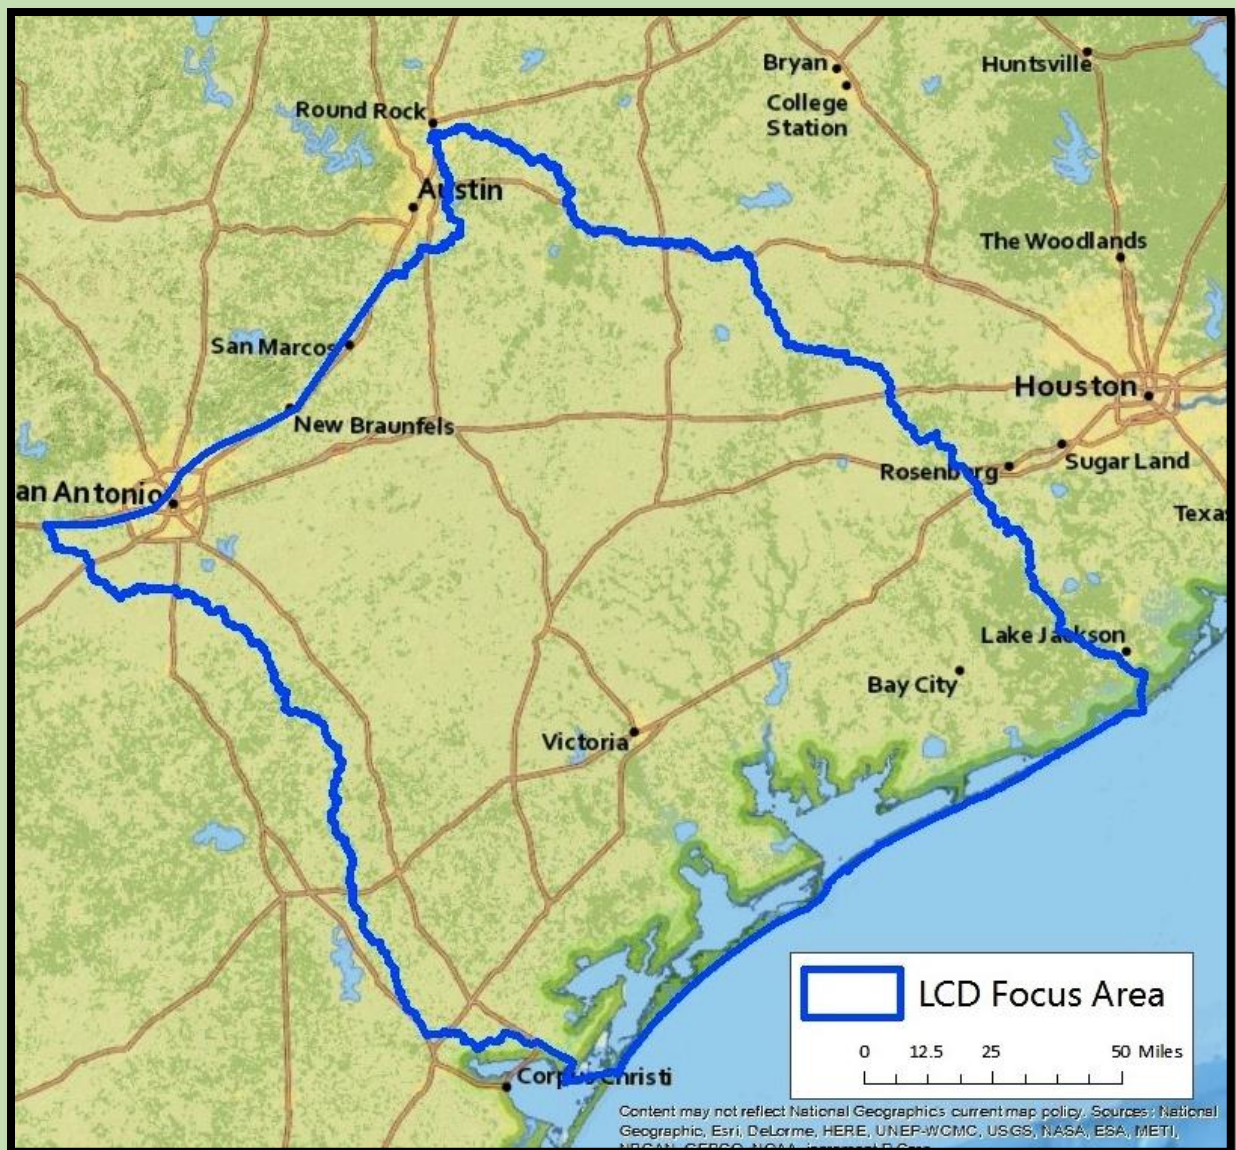 Bryan
College
Station
Huntsville
Round Rock
Austin
The Woodlands
San Marcos
Houston
New Braunfels
Rosenberg
Sugar Land
an Antonio
Texas
Lake Jackson
Bay City
Victoria
LCD Focus Area
0 12.5 25 50 Miles
Corpus Christi
Content may not reflect National Geographics current map policy. Sources: National
Geographic, Esri, DeLorme, HERE, UNEP-WCMC, USGS, NASA, ESA, METI,